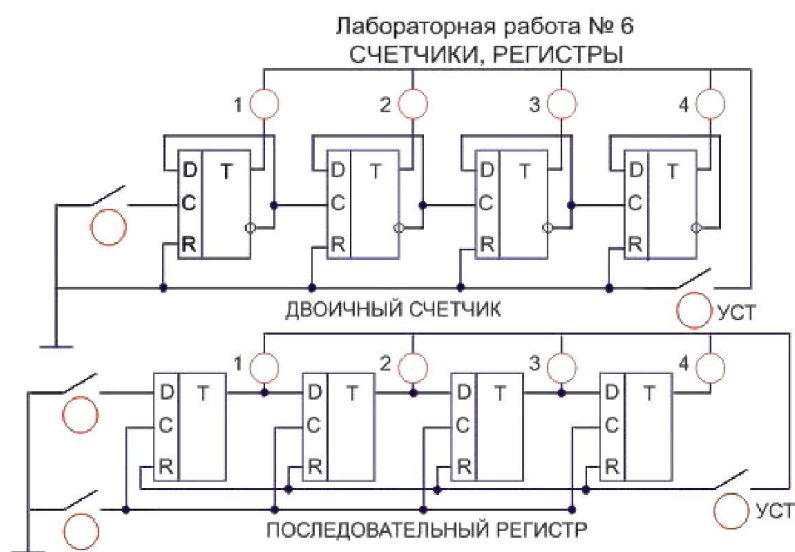 Лабораторная работа № 6
СЧЕТЧИКИ, РЕГИСТРЫ
1 2 3 4
D T D T D T D T
C C C C
R R R R
ДВОИЧНЫЙ СЧЕТЧИК
УСТ
1 2 3 4
D T D T D T D T
C C C C
R R R R
УСТ
ПОСЛЕДОВАТЕЛЬНЫЙ РЕГИСТР